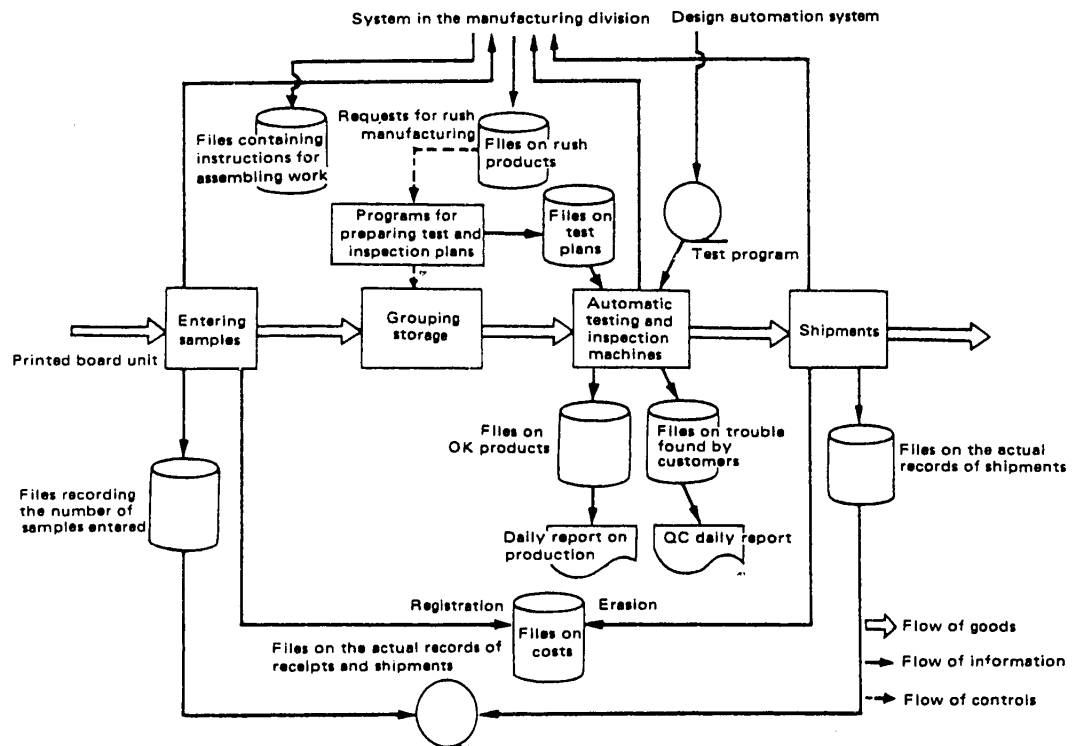 System in the manufacturing division
Design automation system
Requests for rush
manufacturing
Files containing
instructions for
assembling work
Files on rush
products
Programs for
preparing test and
inspection plans
Files on
test
plans
Test program
Entering
samples
Grouping
storage
Automatic
testing and
inspection
machines
Shipments
Printed board unit
Files on
OK products
Files on trouble
found by
customers
Files on the actual
records of shipments
Files recording
the number of
samples entered
Daily report on
production
QC daily report
Registration
Erasion
Files on
costs
Files on the actual records of
receipts and shipments
Flow of goods
Flow of information
Flow of controls